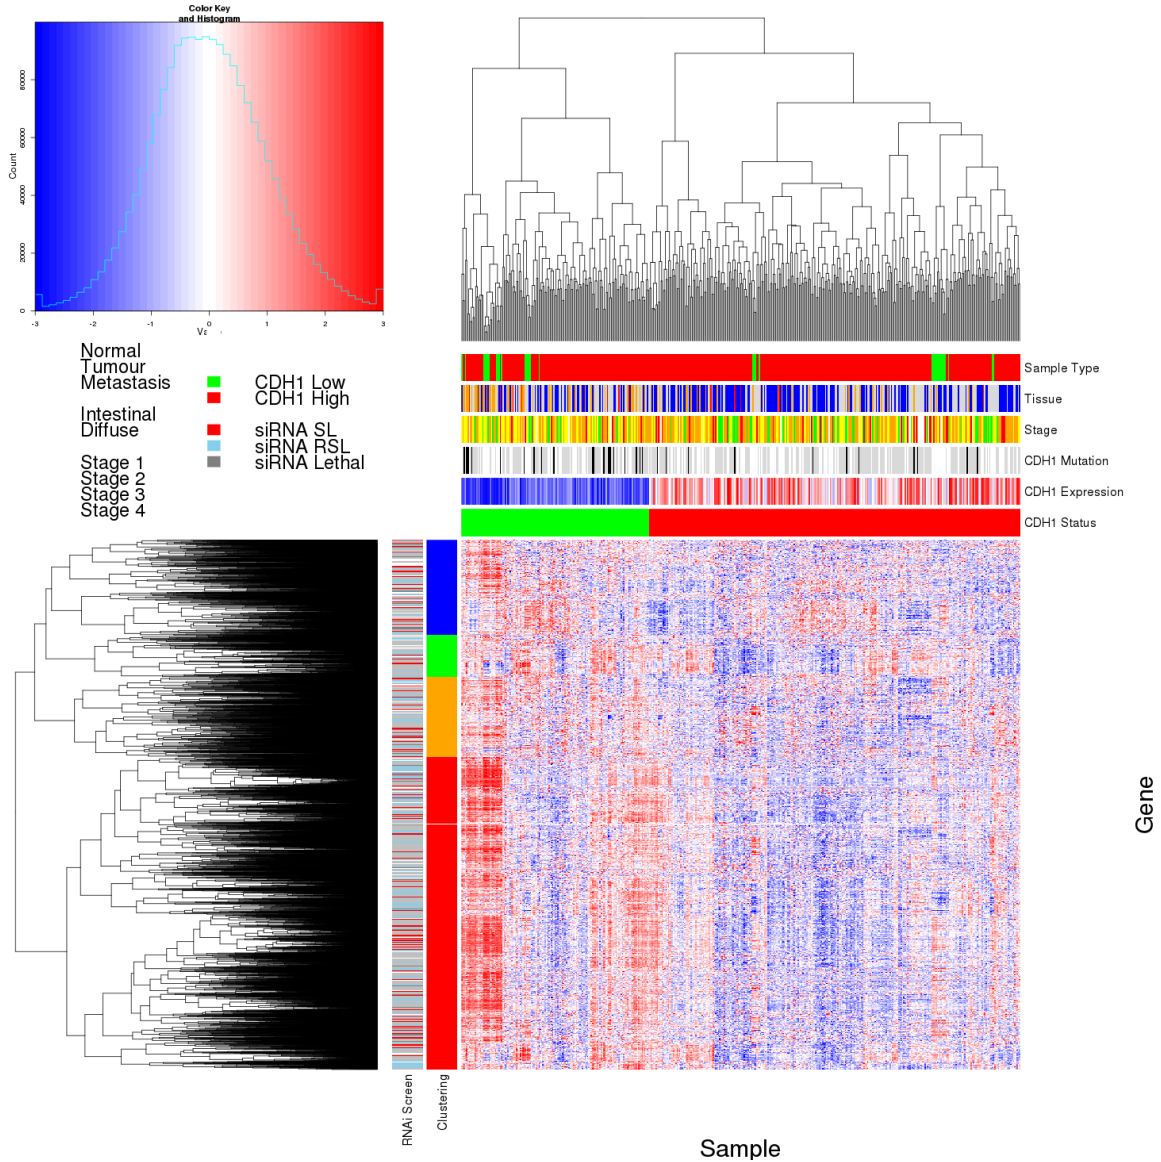 Color Key
and Histogram
Count
0
20000
40000
60000
80000
-3
-2
-1
0
1
2
3
Normal
Tumour
Metastasis
Intestinal
Diffuse
Stage 1
Stage 2
Stage 3
Stage 4
CDH1 Low
CDH1 High
siRNA SL
siRNA RSL
siRNA Lethal
Sample Type
Tissue
Stage
CDH1 Mutation
CDH1 Expression
CDH1 Status
Gene
RNAi Screen
Clustering
Sample